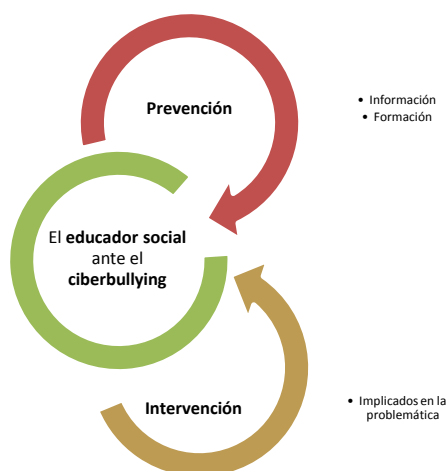 Prevención
• Información
• Formación
El educador social
ante el
ciberbullying
Intervención
• Implicados en la
problemática